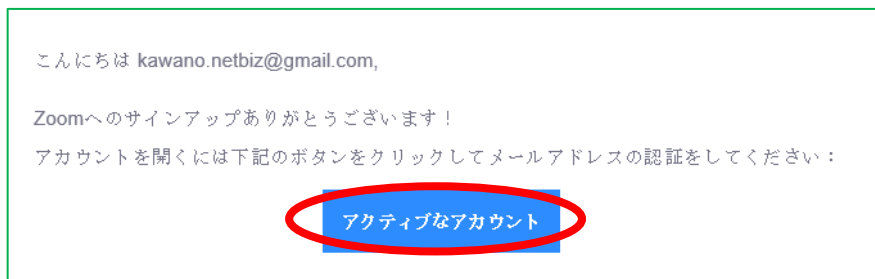 こんにちは kawano.netbiz@gmail.com,
Zoomへのサインアップありがとうございます！
アカウントを開くには下記のボタンをクリックしてメールアドレスの認証をしてください：
アクティブなアカウント